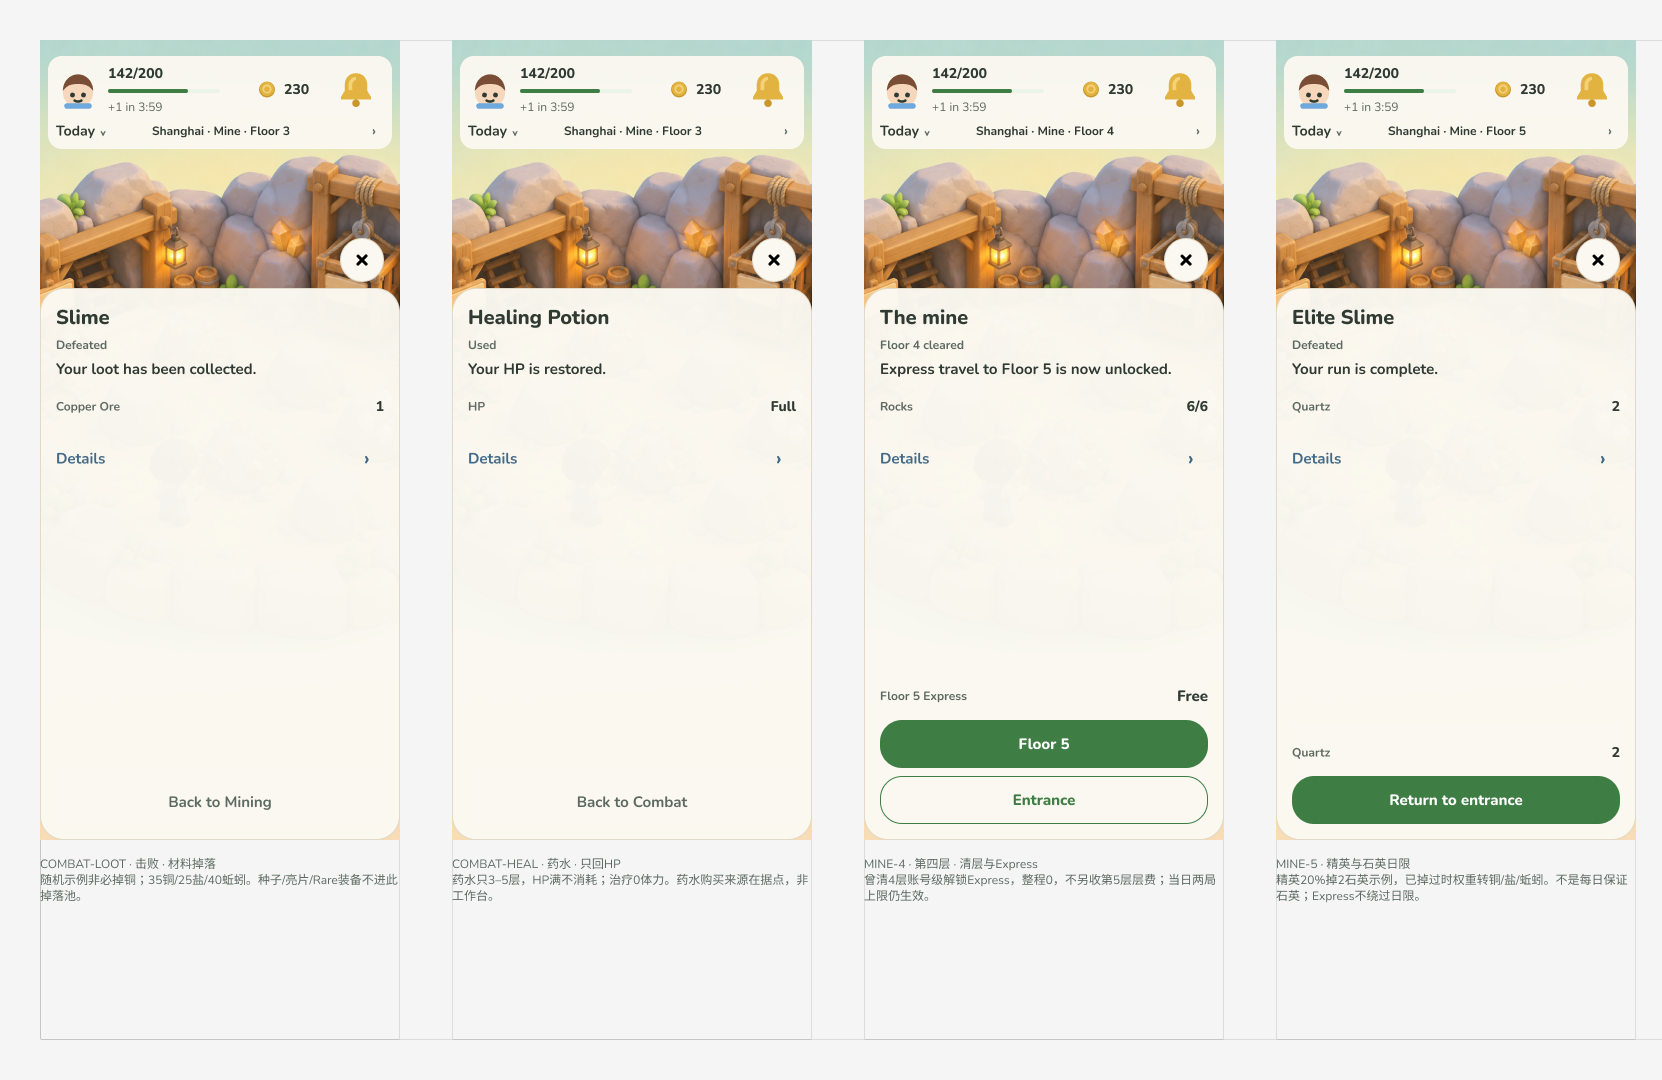 142/200
230
+1 in 3:59
Today ˅
Shanghai · Mine · Floor 3
›
Slime
Defeated
Your loot has been collected.
Copper Ore 1
Details ›
Back to Mining
COMBAT-LOOT · 击败 · 材料掉落
随机示例非必掉铜；35铜/25盐/40蚯蚓。种子/亮片/Rare装备不进此
掉落池。
142/200
230
+1 in 3:59
Today ˅
Shanghai · Mine · Floor 3
›
Healing Potion
Used
Your HP is restored.
HP Full
Details ›
Back to Combat
COMBAT-HEAL · 药水 · 只回HP
药水只3–5层，HP满不消耗；治疗0体力。药水购买来源在据点，非
工作台。
142/200
230
+1 in 3:59
Today ˅
Shanghai · Mine · Floor 4
›
The mine
Floor 4 cleared
Express travel to Floor 5 is now unlocked.
Rocks 6/6
Details ›
Floor 5 Express Free
Floor 5
Entrance
MINE-4 · 第四层 · 清层与Express
曾清4层账号级解锁Express，整程0，不另收第5层层费；当日两局
上限仍生效。
142/200
230
+1 in 3:59
Today ˅
Shanghai · Mine · Floor 5
›
Elite Slime
Defeated
Your run is complete.
Quartz 2
Details ›
Quartz 2
Return to entrance
MINE-5 · 精英与石英日限
精英20%掉2石英示例，已掉过时权重转铜/盐/蚯蚓。不是每日保证
石英；Express不绕过日限。